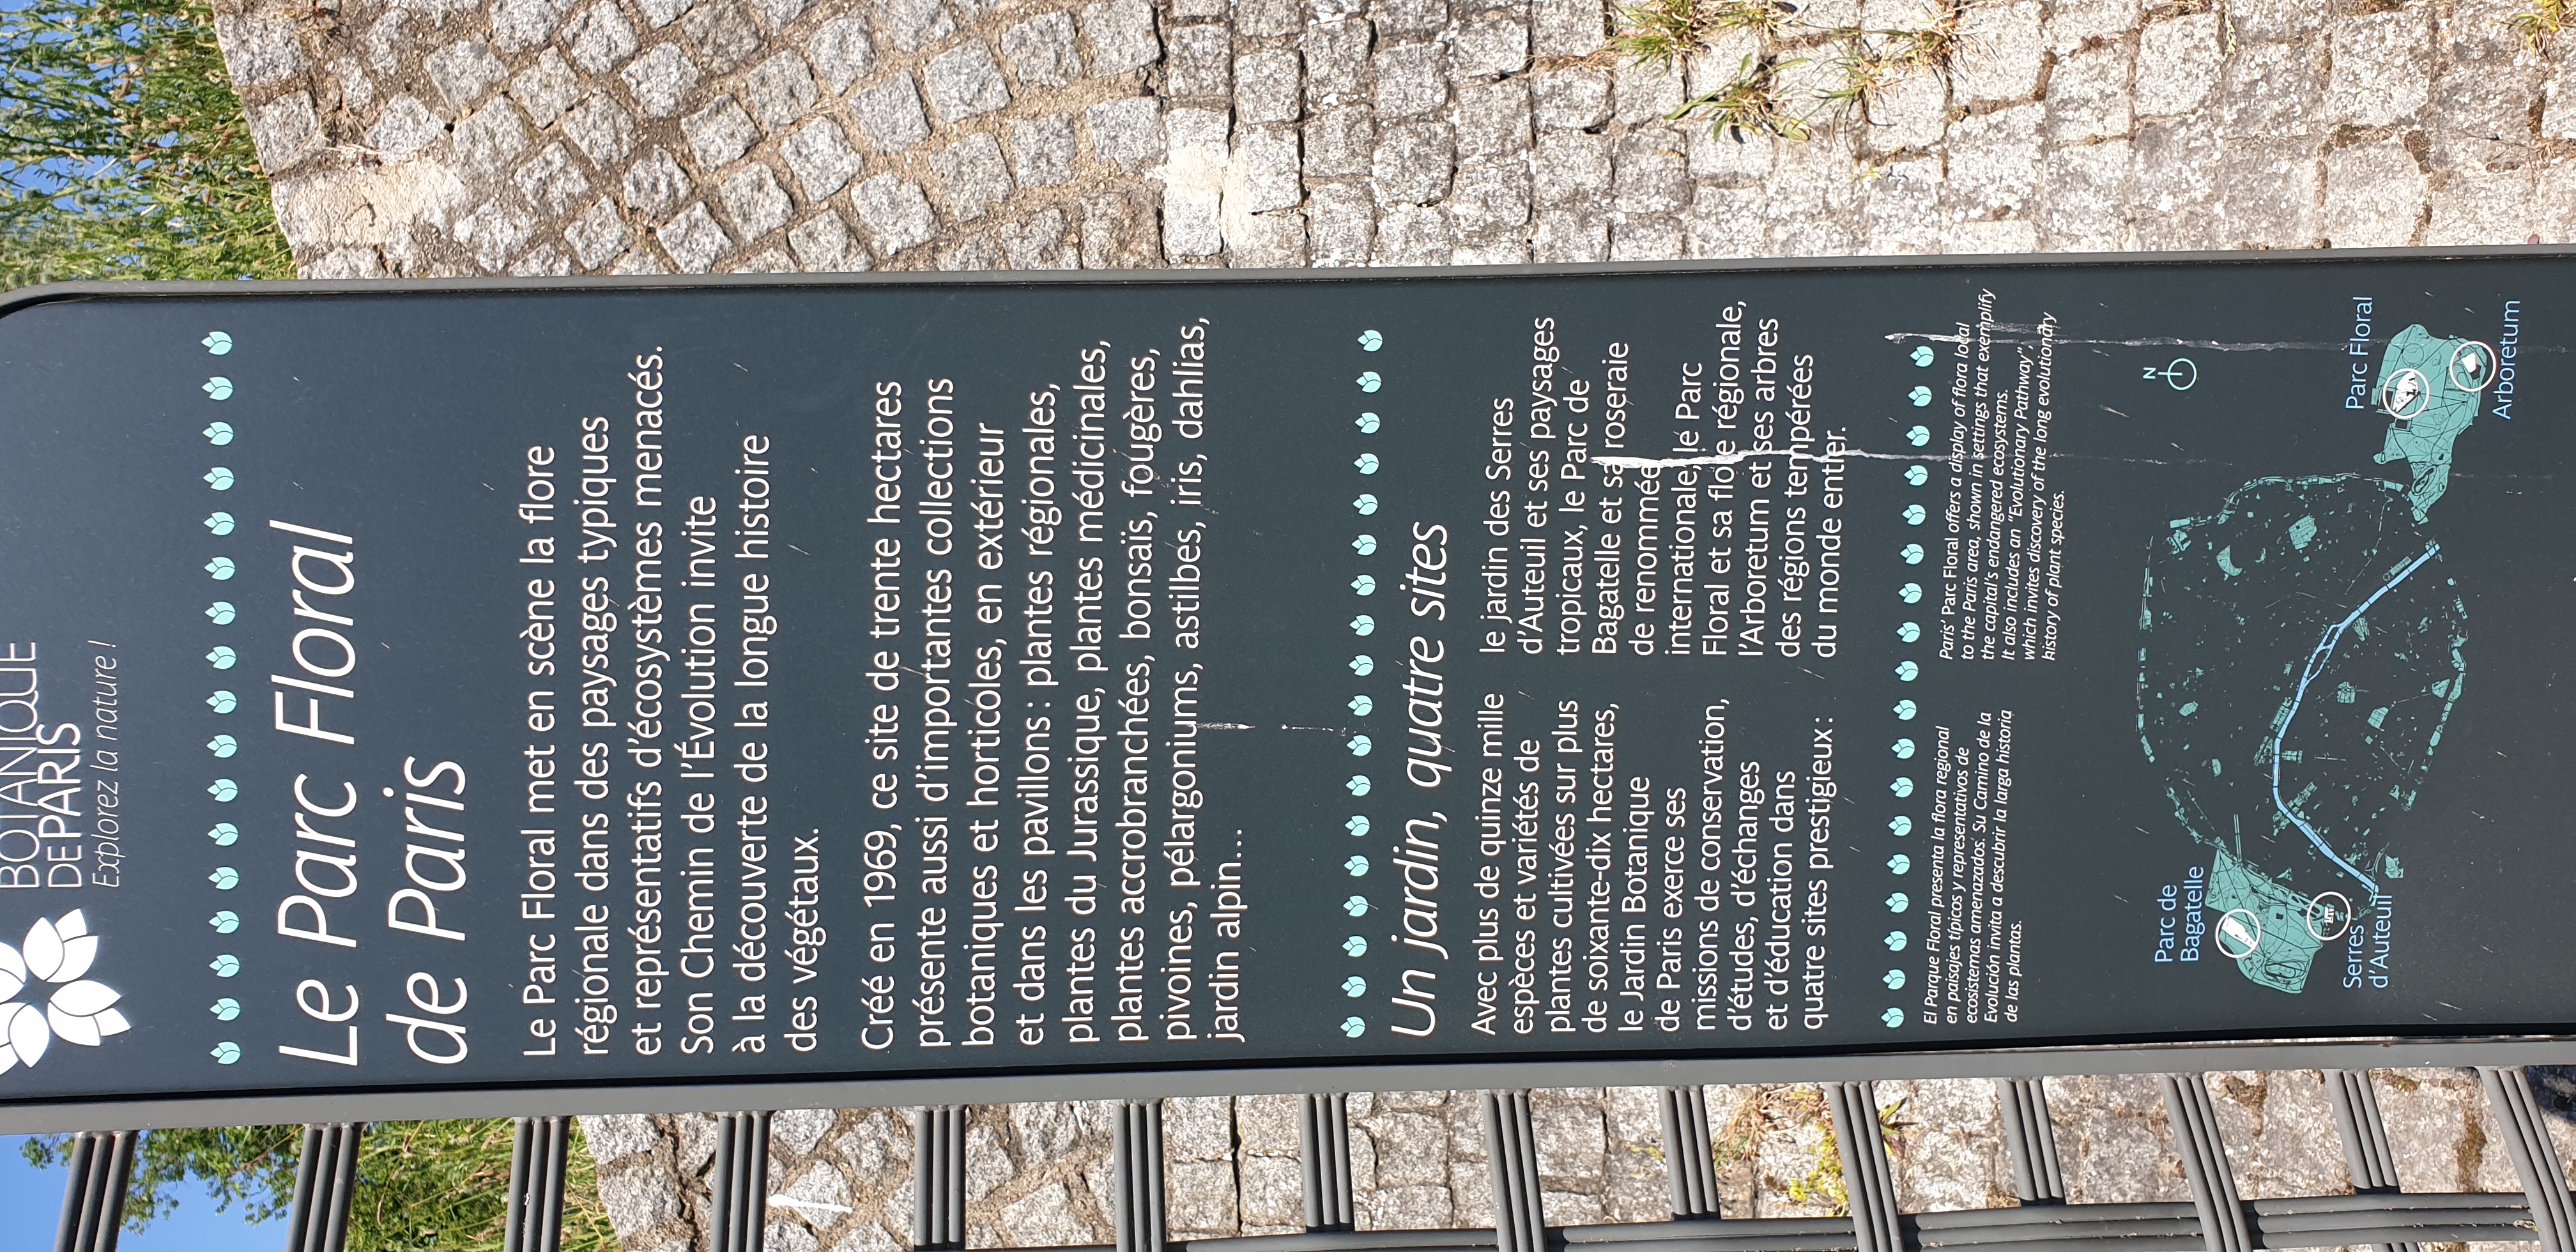 BOTANIQUE
DE PARIS
Explorez la nature !
Le Parc Floral
de Paris
Le Parc Floral met en scène la flore
régionale dans des paysages typiques
et représentatifs d'écosystèmes menacés.
Son Chemin de l'Évolution invite
à la découverte de la longue histoire
des végétaux.
Créé en 1969, ce site de trente hectares
présente aussi d'importantes collections
botaniques et horticoles, en extérieur
et dans les pavillons : plantes régionales,
plantes du Jurassique, plantes médicinales,
plantes accrobranchées, bonsaïs, fougères,
pivoines, pélargoniums, astilbes, iris, dahlias,
jardin alpin...
Un jardin, quatre sites
Avec plus de quinze mille
espèces et variétés de
plantes cultivées sur plus
de soixante-dix hectares,
le Jardin Botanique
de Paris exerce ses
missions de conservation,
d'études, d'échanges
et d'éducation dans
quatre sites prestigieux :
le jardin des Serres
d'Auteuil et ses paysages
tropicaux, le Parc de
Bagatelle et sa roseraie
de renommée
internationale, le Parc
Floral et sa flore régionale,
l'Arboretum et ses arbres
des régions tempérées
du monde entier.
El Parque Floral presenta la flora regional
en paisajes típicos y representativos de
ecosistemas amenazados. Su Camino de la
Evolución invita a descubrir la larga historia
de las plantas.
Paris' Parc Floral offers a display of flora local
to the Paris area, shown in settings that exemplify
the capital's endangered ecosystems.
It also includes an "Evolutionary Pathway",
which invites discovery of the long evolutionary
history of plant species.
N
Parc de
Bagatelle
Serres
d'Auteuil
Parc Floral
Arboretum